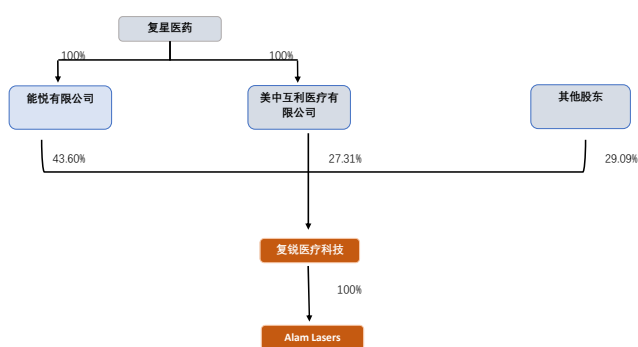 复星医药
100%
100%
能悦有限公司
美中互利医疗有
限公司
其他股东
43.60%
27.31%
29.09%
复锐医疗科技
100%
Alam Lasers